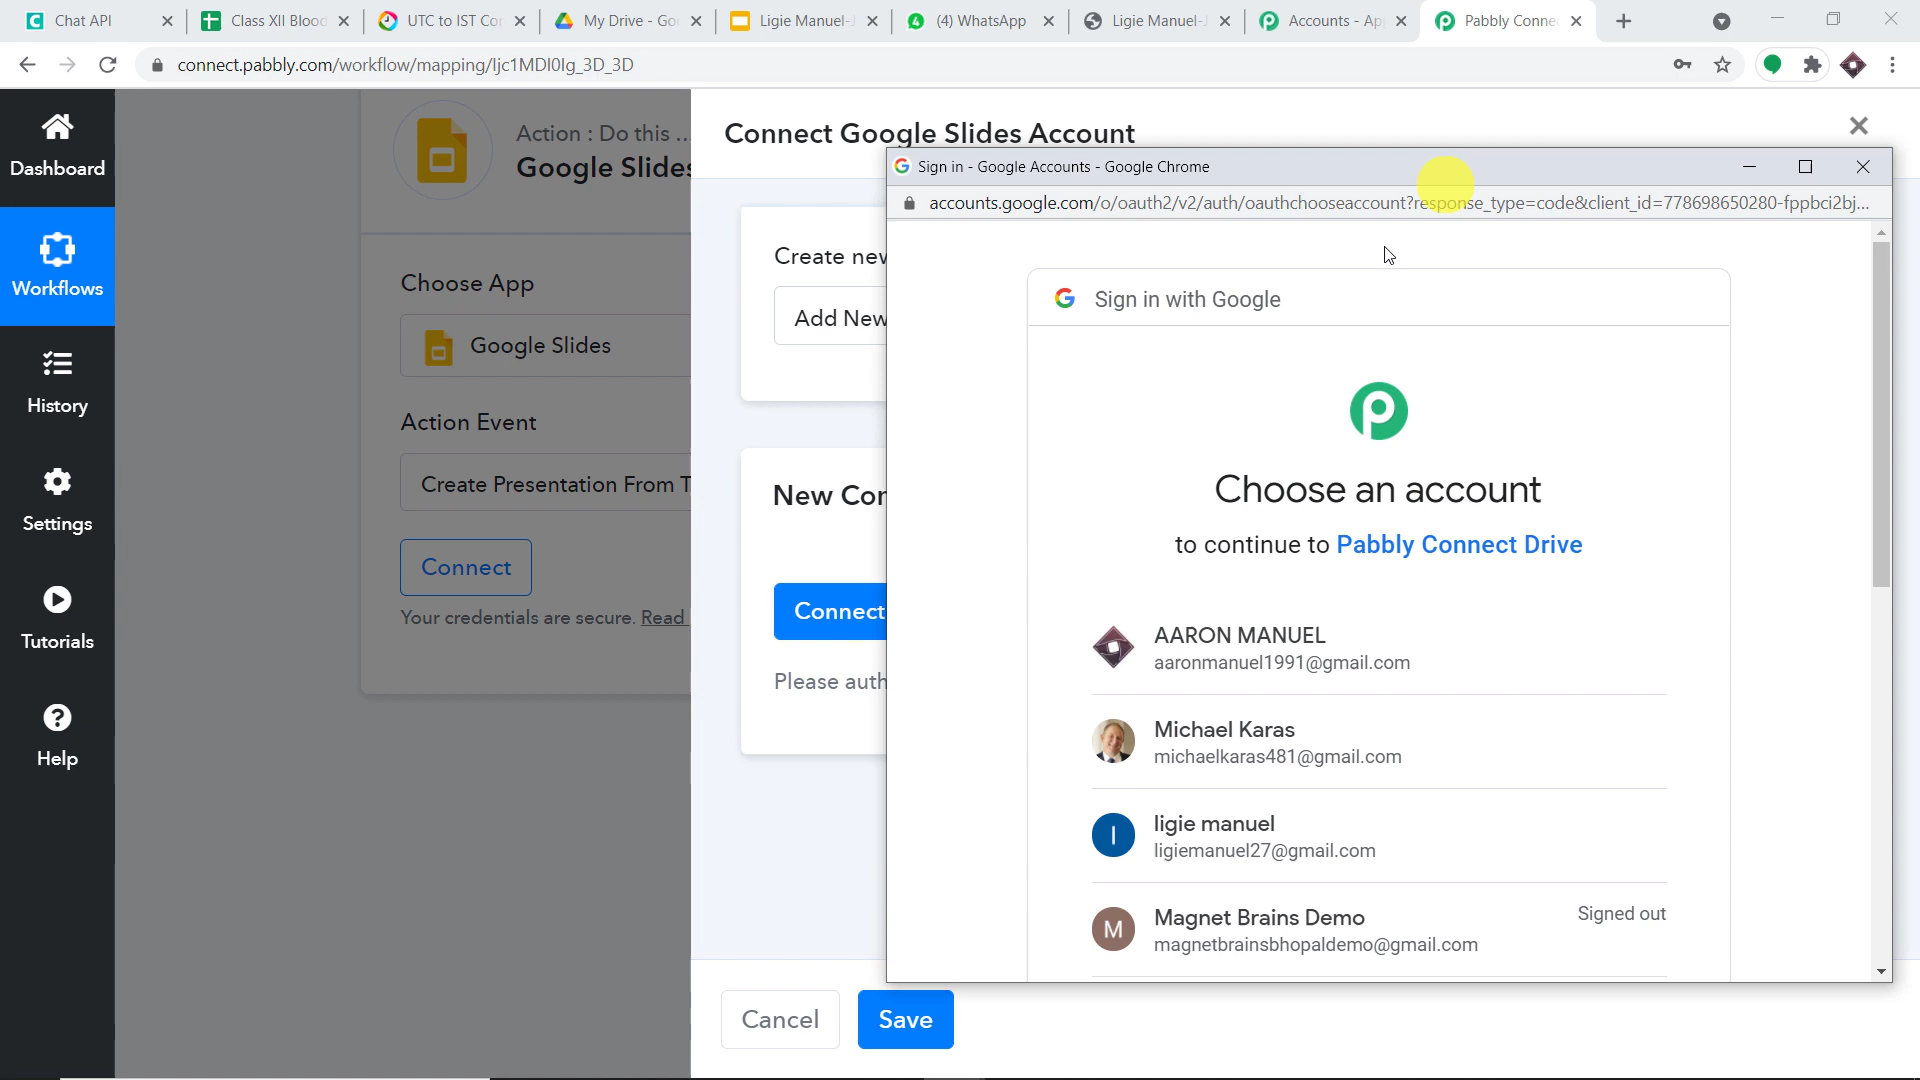 Chat API
Class XII Blood
UTC to IST Con
My Drive - Go
Ligie Manuel-J
(4) WhatsApp
Ligie Manuel-J
Accounts - Ap
Pabbly Conne
connect.pabbly.com/workflow/mapping/Ijc1MDI0Ig_3D_3D
Dashboard
Workflows
History
Settings
Tutorials
Help
Action : Do this ...
Google Slides
Choose App
Google Slides
Action Event
Create Presentation From T
Connect
Your credentials are secure. Read
Connect Google Slides Account
Create new
Add New
New Con
Connect
Please auth
Cancel
Save
Sign in - Google Accounts - Google Chrome
accounts.google.com/o/oauth2/v2/auth/oauthchooseaccount?response_type=code&client_id=778698650280-fppbci2bj...
Sign in with Google
Choose an account
to continue to Pabbly Connect Drive
AARON MANUEL
aaronmanuel1991@gmail.com
Michael Karas
michaelkaras481@gmail.com
ligie manuel
ligiemanuel27@gmail.com
M
Magnet Brains Demo
Signed out
magnetbrainsbhopaldemo@gmail.com